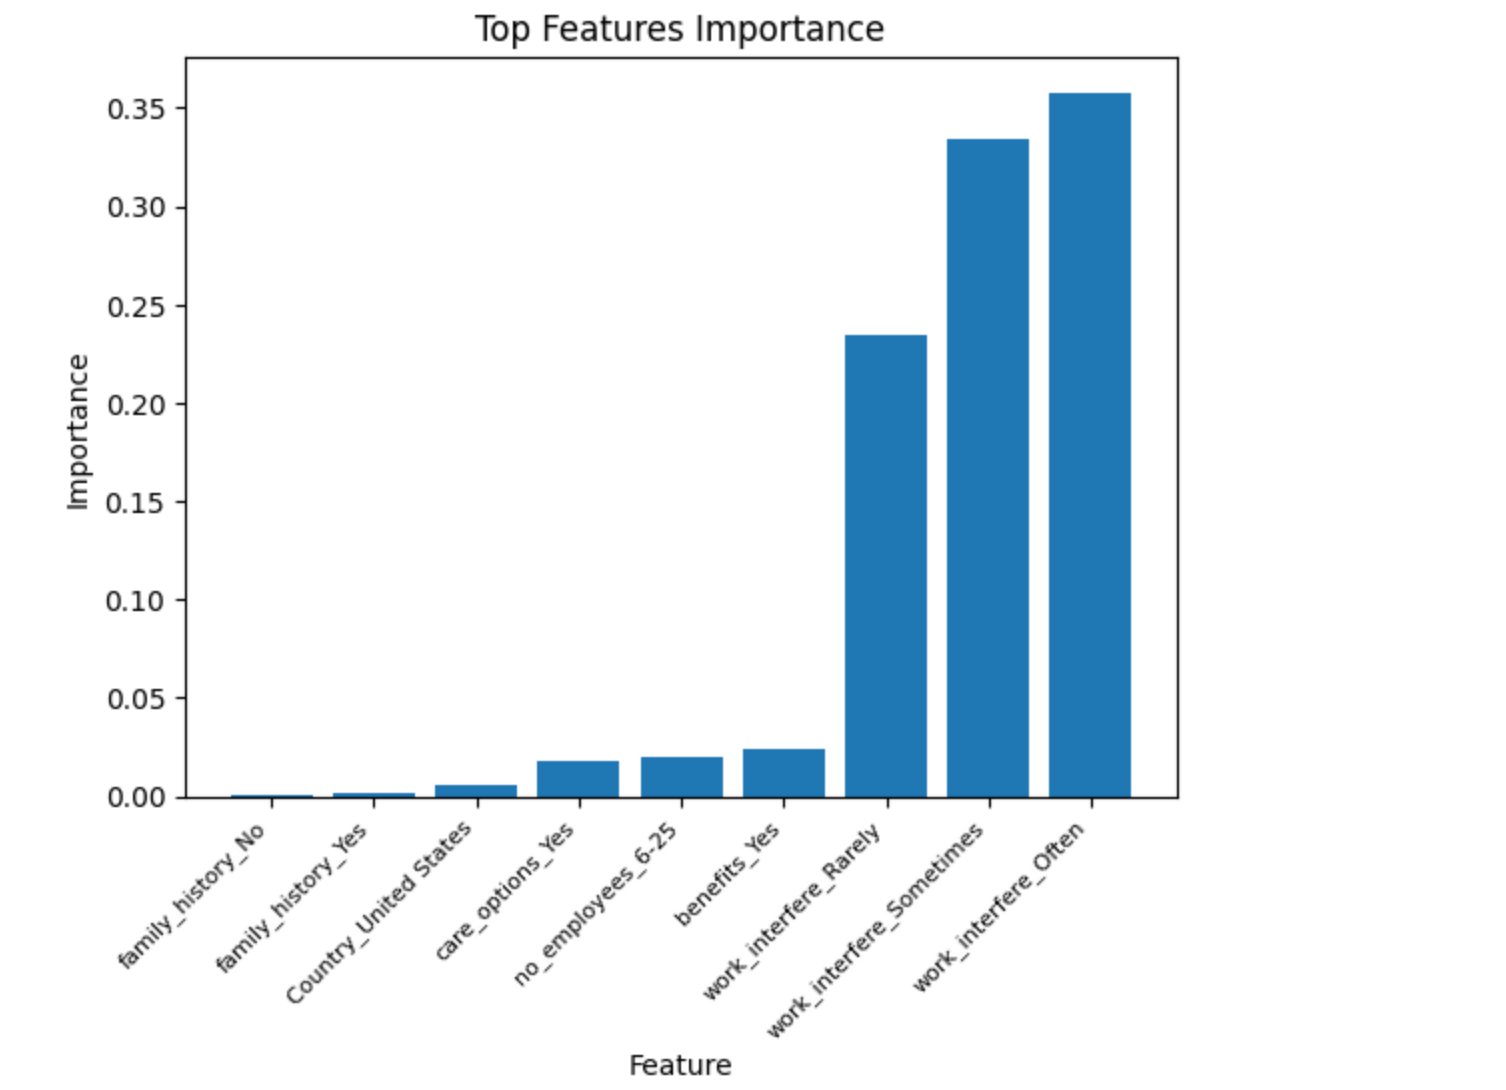 Top Features Importance
Importance
0.35
0.30
0.25
0.20
0.15
0.10
0.05
0.00
family_history_No
family_history_Yes
Country_United States
care_options_Yes
no_employees_6-25
benefits_Yes
work_interfere_Rarely
work_interfere_Sometimes
work_interfere_Often
Feature